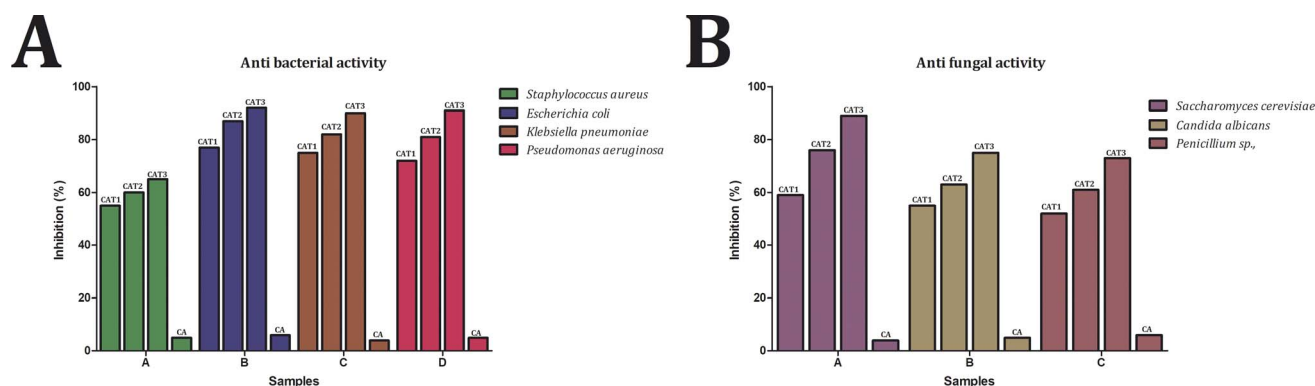 A
Anti bacterial activity
Inhibition (%)
100
80
60
40
20
0
CAT1
CAT2
CAT3
CA
CAT1
CAT2
CAT3
CA
CAT1
CAT2
CAT3
CA
CAT1
CAT2
CAT3
CA
A
B
C
D
Samples
Staphylococcus aureus
Escherichia coli
Klebsiella pneumoniae
Pseudomonas aeruginosa
B
Anti fungal activity
Inhibition (%)
100
80
60
40
20
0
CAT1
CAT2
CAT3
CA
CAT1
CAT2
CAT3
CA
CAT1
CAT2
CAT3
CA
A
B
C
Samples
Saccharomyces cerevisiae
Candida albicans
Penicillium sp.,